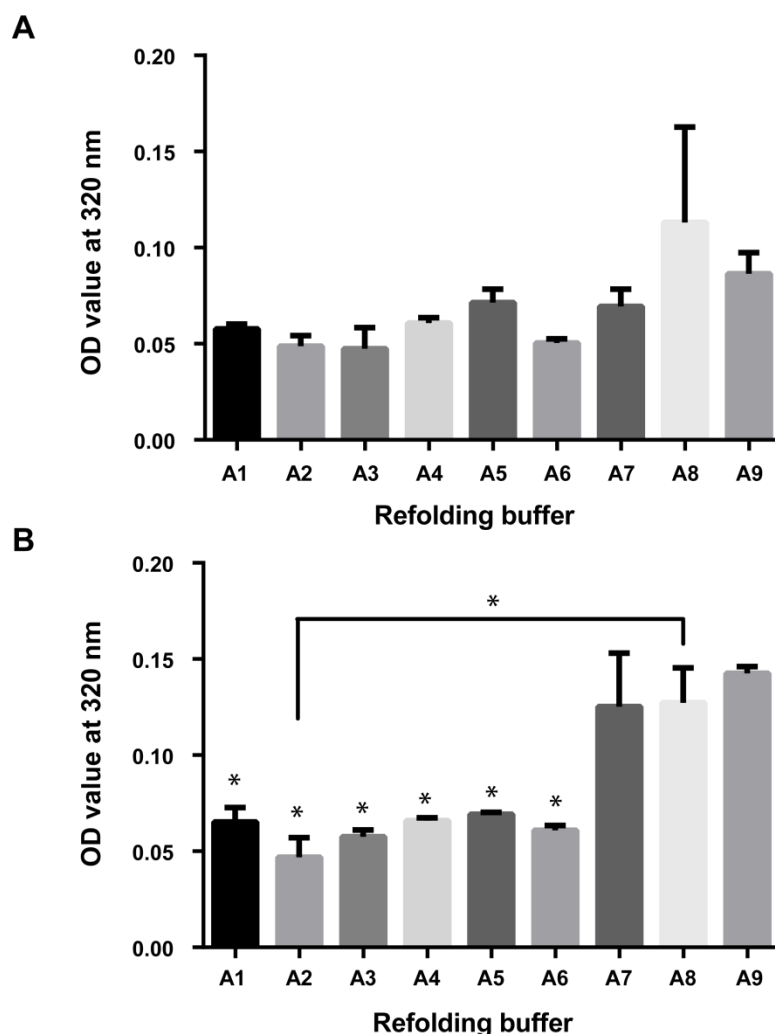 A
OD value at 320 nm
0.20
0.15
0.10
0.05
0.00
A1 A2 A3 A4 A5 A6 A7 A8 A9
Refolding buffer
B
OD value at 320 nm
0.20
0.15
0.10
0.05
0.00
*
* * * * * *
A1 A2 A3 A4 A5 A6 A7 A8 A9
Refolding buffer